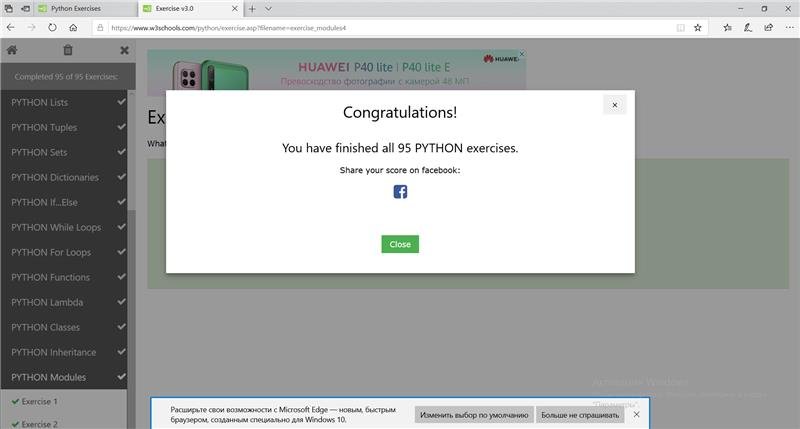 Python Exercises
Exercise v3.0
https://www.w3schools.com/python/exercise.asp?filename=exercise_modules4
Completed 95 of 95 Exercises:
HUAWEI P40 lite | P40 lite E
Превосходство фотографии с камерой 48 МП
HUAWEI
PYTHON Lists
PYTHON Tuples
PYTHON Sets
PYTHON Dictionaries
PYTHON If...Else
PYTHON While Loops
PYTHON For Loops
PYTHON Functions
PYTHON Lambda
PYTHON Classes
PYTHON Inheritance
PYTHON Modules
Exercise 1
Exercise 2
Ex
What
Congratulations!
You have finished all 95 PYTHON exercises.
Share your score on facebook:
Close
Активация Windows
"Параметры".
Расширьте свои возможности с Microsoft Edge — новым, быстрым
браузером, созданным специально для Windows 10.
Изменить выбор по умолчанию
Больше не спрашивать